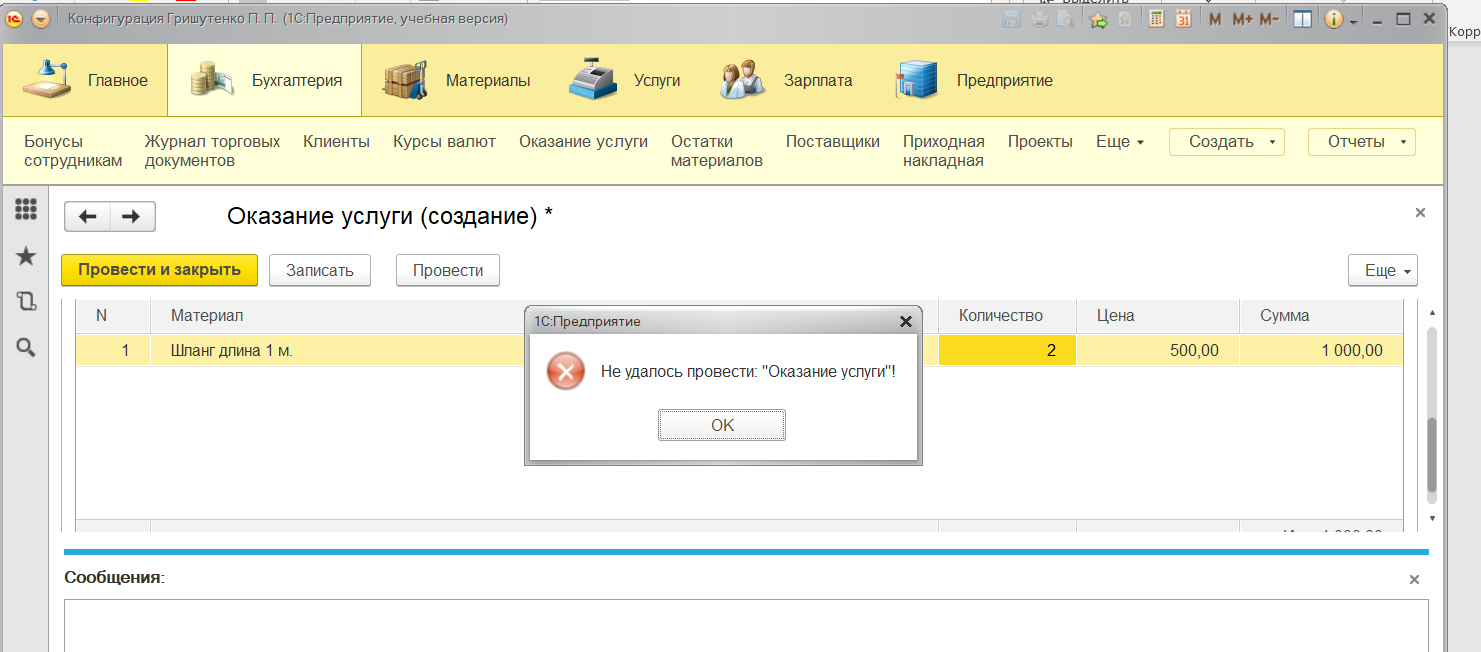 Конфигурация Гришутенко П. П. (1С:Предприятие, учебная версия)
31 M M+ M-
Корр
Главное Бухгалтерия Материалы Услуги Зарплата Предприятие
Бонусы сотрудникам Журнал торговых документов Клиенты Курсы валют Оказание услуги Остатки материалов Поставщики Приходная накладная Проекты Еще Создать Отчеты
Оказание услуги (создание) *
Провести и закрыть Записать Провести Еще
N Материал Количество Цена Сумма
1 Шланг длина 1 м. 2 500,00 1 000,00
1С:Предприятие
Не удалось провести: "Оказание услуги"!
OK
Сообщения: